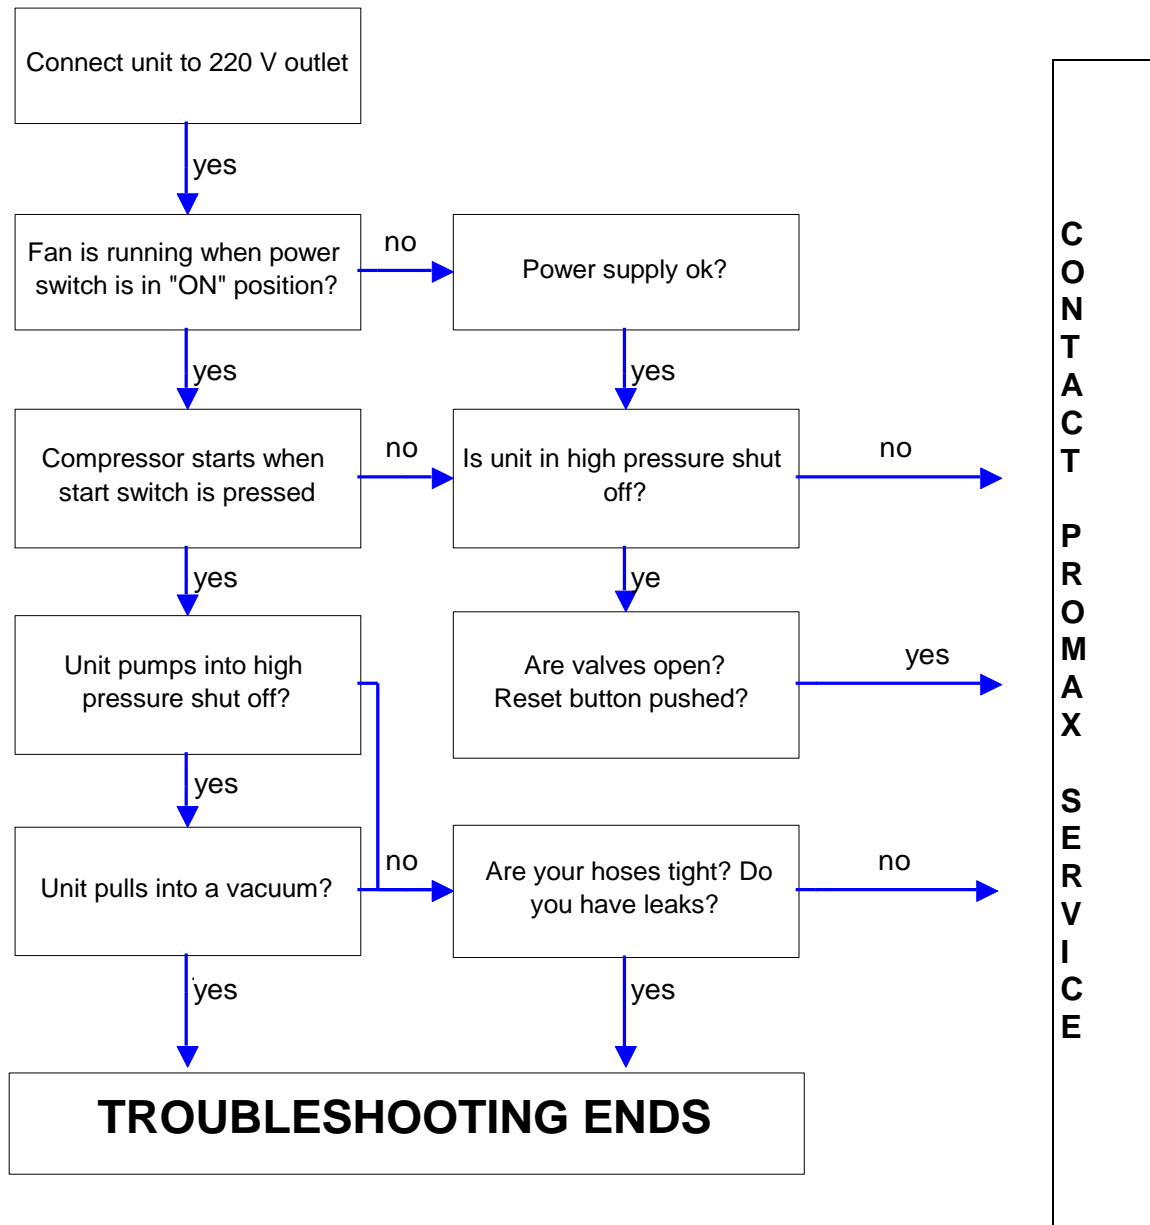 Connect unit to 220 V outlet
yes
Fan is running when power
switch is in "ON" position?
no
Power supply ok?
yes
yes
Compressor starts when
start switch is pressed
no
Is unit in high pressure shut
off?
no
yes
ye
Unit pumps into high
pressure shut off?
Are valves open?
Reset button pushed?
yes
yes
Unit pulls into a vacuum?
no
Are your hoses tight? Do
you have leaks?
no
yes
yes
TROUBLESHOOTING ENDS
CONTACT PROMAX SERVICE